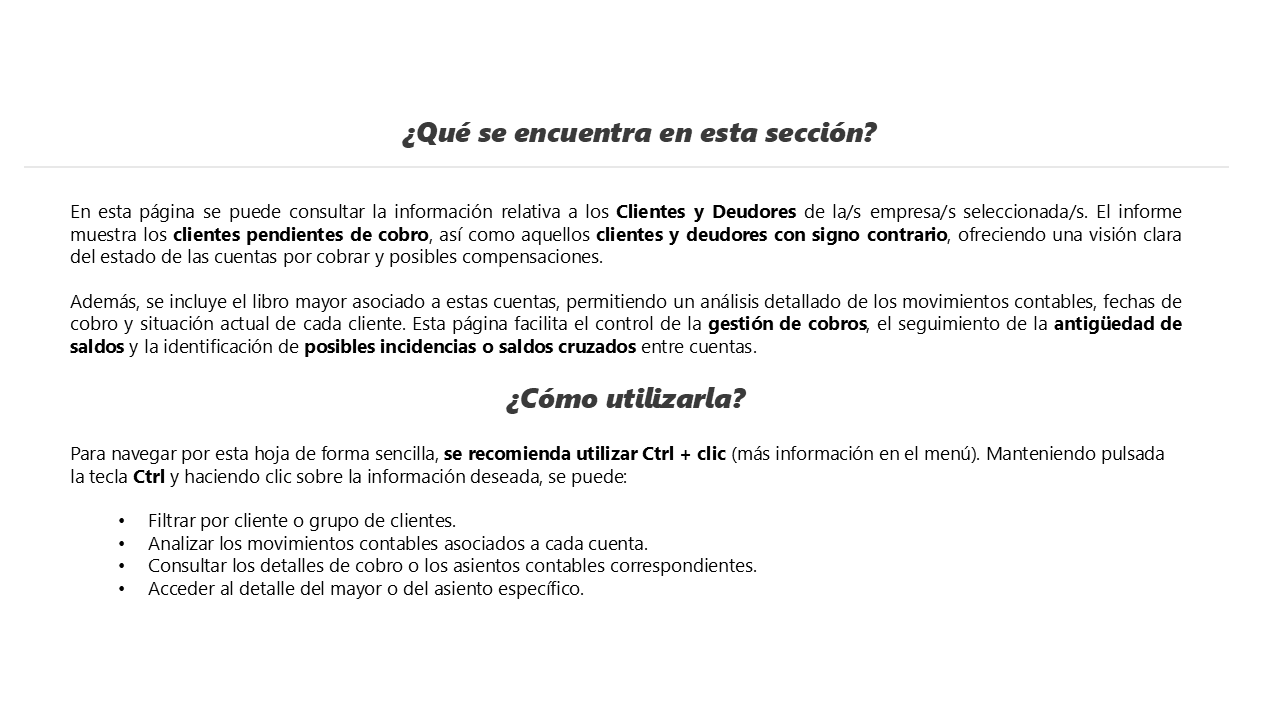 ¿Qué se encuentra en esta sección?
En esta página se puede consultar la información relativa a los Clientes y Deudores de la/s empresa/s seleccionada/s. El informe
muestra los clientes pendientes de cobro, así como aquellos clientes y deudores con signo contrario, ofreciendo una visión clara
del estado de las cuentas por cobrar y posibles compensaciones.
Además, se incluye el libro mayor asociado a estas cuentas, permitiendo un análisis detallado de los movimientos contables, fechas de
cobro y situación actual de cada cliente. Esta página facilita el control de la gestión de cobros, el seguimiento de la antigüedad de
saldos y la identificación de posibles incidencias o saldos cruzados entre cuentas.
¿Cómo utilizarla?
Para navegar por esta hoja de forma sencilla, se recomienda utilizar Ctrl + clic (más información en el menú). Manteniendo pulsada
la tecla Ctrl y haciendo clic sobre la información deseada, se puede:
• Filtrar por cliente o grupo de clientes.
• Analizar los movimientos contables asociados a cada cuenta.
• Consultar los detalles de cobro o los asientos contables correspondientes.
• Acceder al detalle del mayor o del asiento específico.